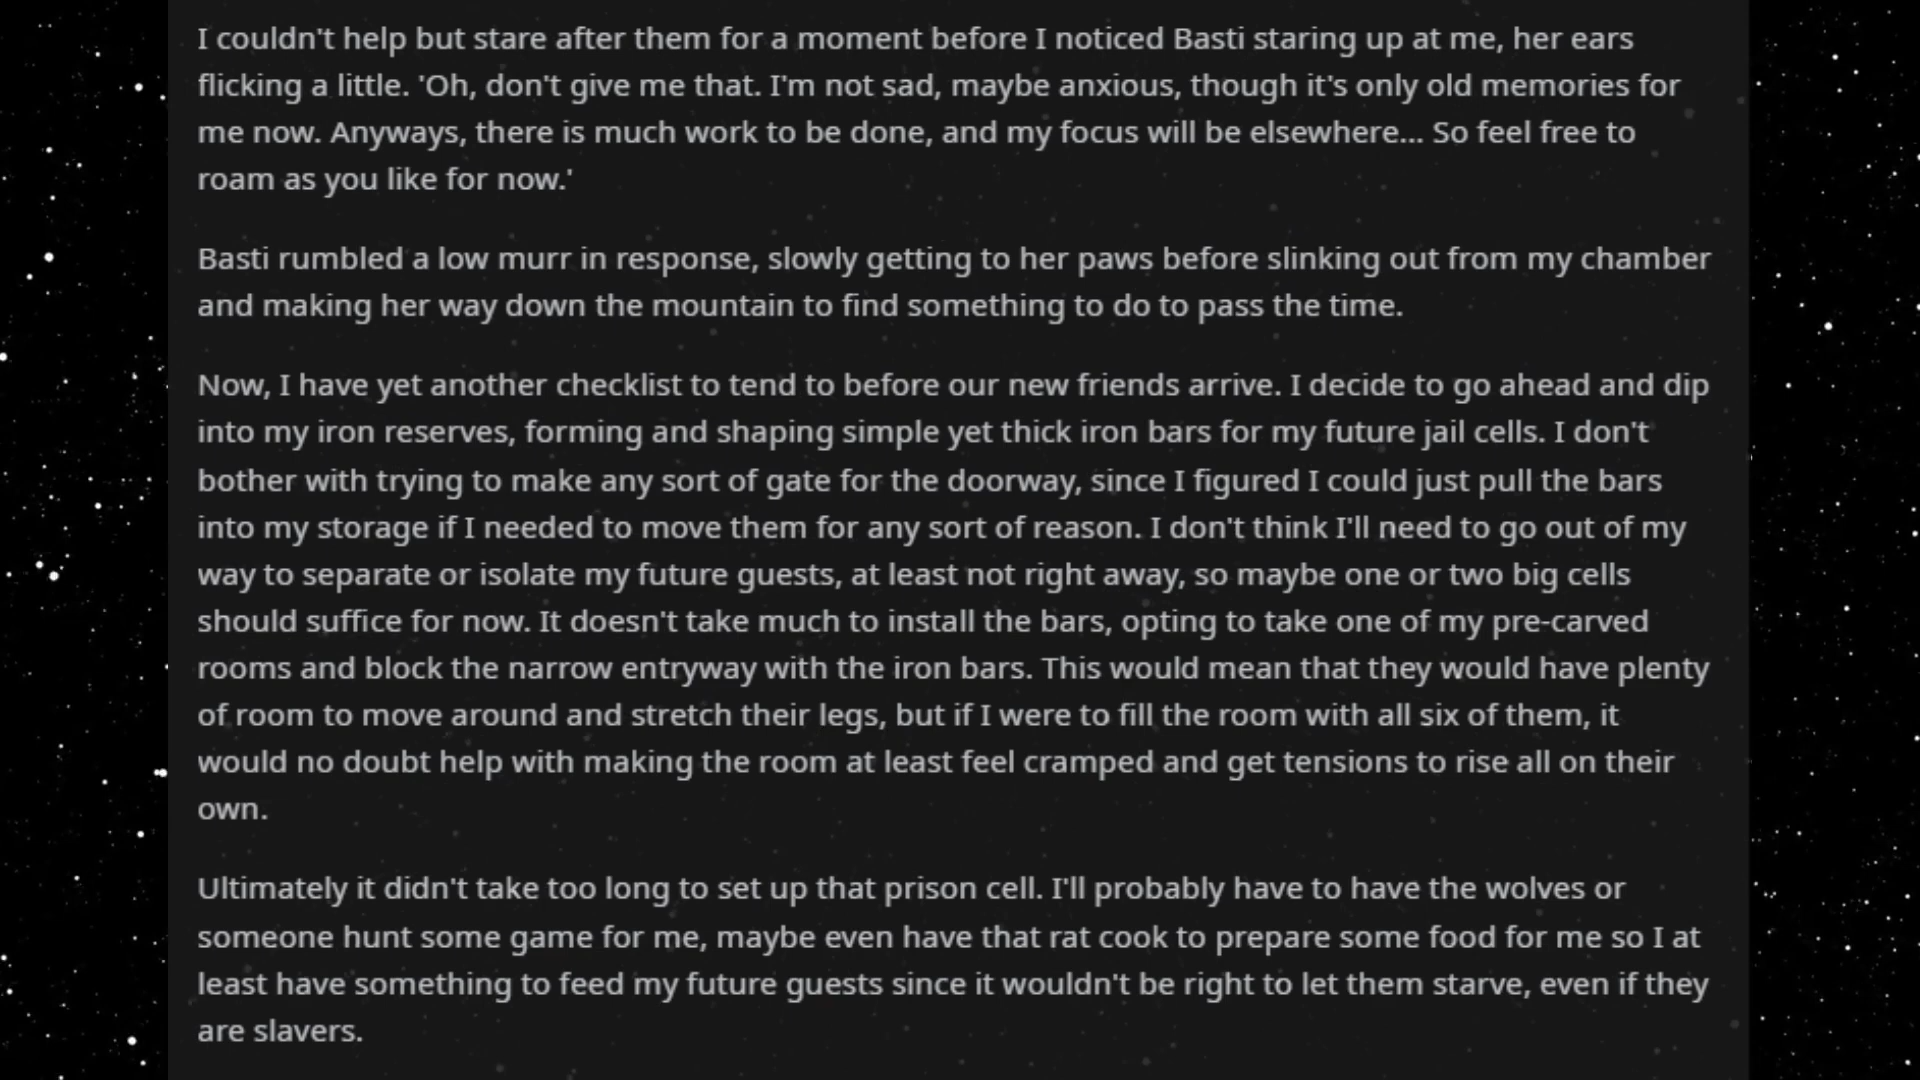 I couldn't help but stare after them for a moment before I noticed Basti staring up at me, her ears
flicking a little. 'Oh, don't give me that. I'm not sad, maybe anxious, though it's only old memories for
me now. Anyways, there is much work to be done, and my focus will be elsewhere... So feel free to
roam as you like for now.'
Basti rumbled a low murr in response, slowly getting to her paws before slinking out from my chamber
and making her way down the mountain to find something to do to pass the time.
Now, I have yet another checklist to tend to before our new friends arrive. I decide to go ahead and dip
into my iron reserves, forming and shaping simple yet thick iron bars for my future jail cells. I don't
bother with trying to make any sort of gate for the doorway, since I figured I could just pull the bars
into my storage if I needed to move them for any sort of reason. I don't think I'll need to go out of my
way to separate or isolate my future guests, at least not right away, so maybe one or two big cells
should suffice for now. It doesn't take much to install the bars, opting to take one of my pre-carved
rooms and block the narrow entryway with the iron bars. This would mean that they would have plenty
of room to move around and stretch their legs, but if I were to fill the room with all six of them, it
would no doubt help with making the room at least feel cramped and get tensions to rise all on their
own.
Ultimately it didn't take too long to set up that prison cell. I'll probably have to have the wolves or
someone hunt some game for me, maybe even have that rat cook to prepare some food for me so I at
least have something to feed my future guests since it wouldn't be right to let them starve, even if they
are slavers.